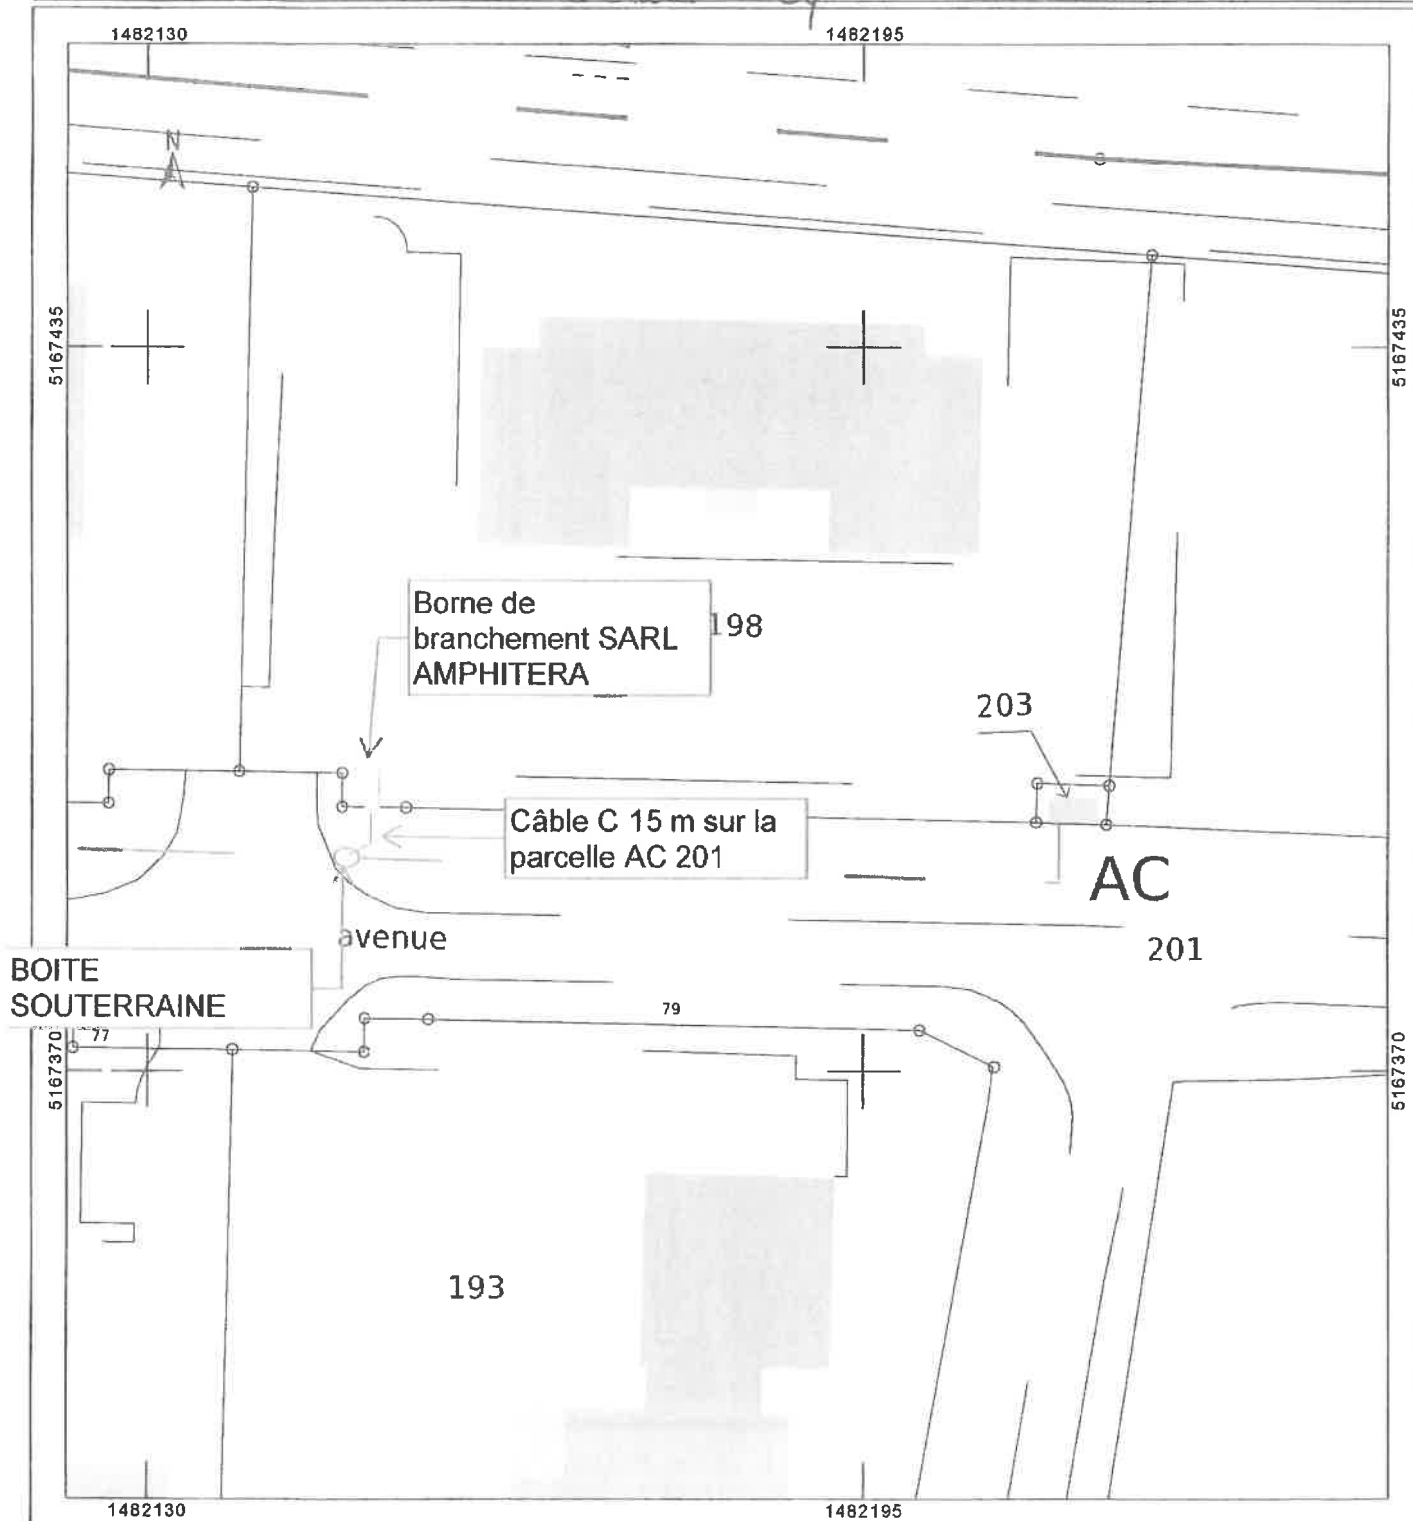 1482130
1482195
N
5167435
5167435
Borne de
branchement SARL
AMPHITERA
198
203
Câble C 15 m sur la
parcelle AC 201
AC
avenue
201
BOITE
SOUTERRAINE
79
77
5167370
5167370
193
1482130
1482195